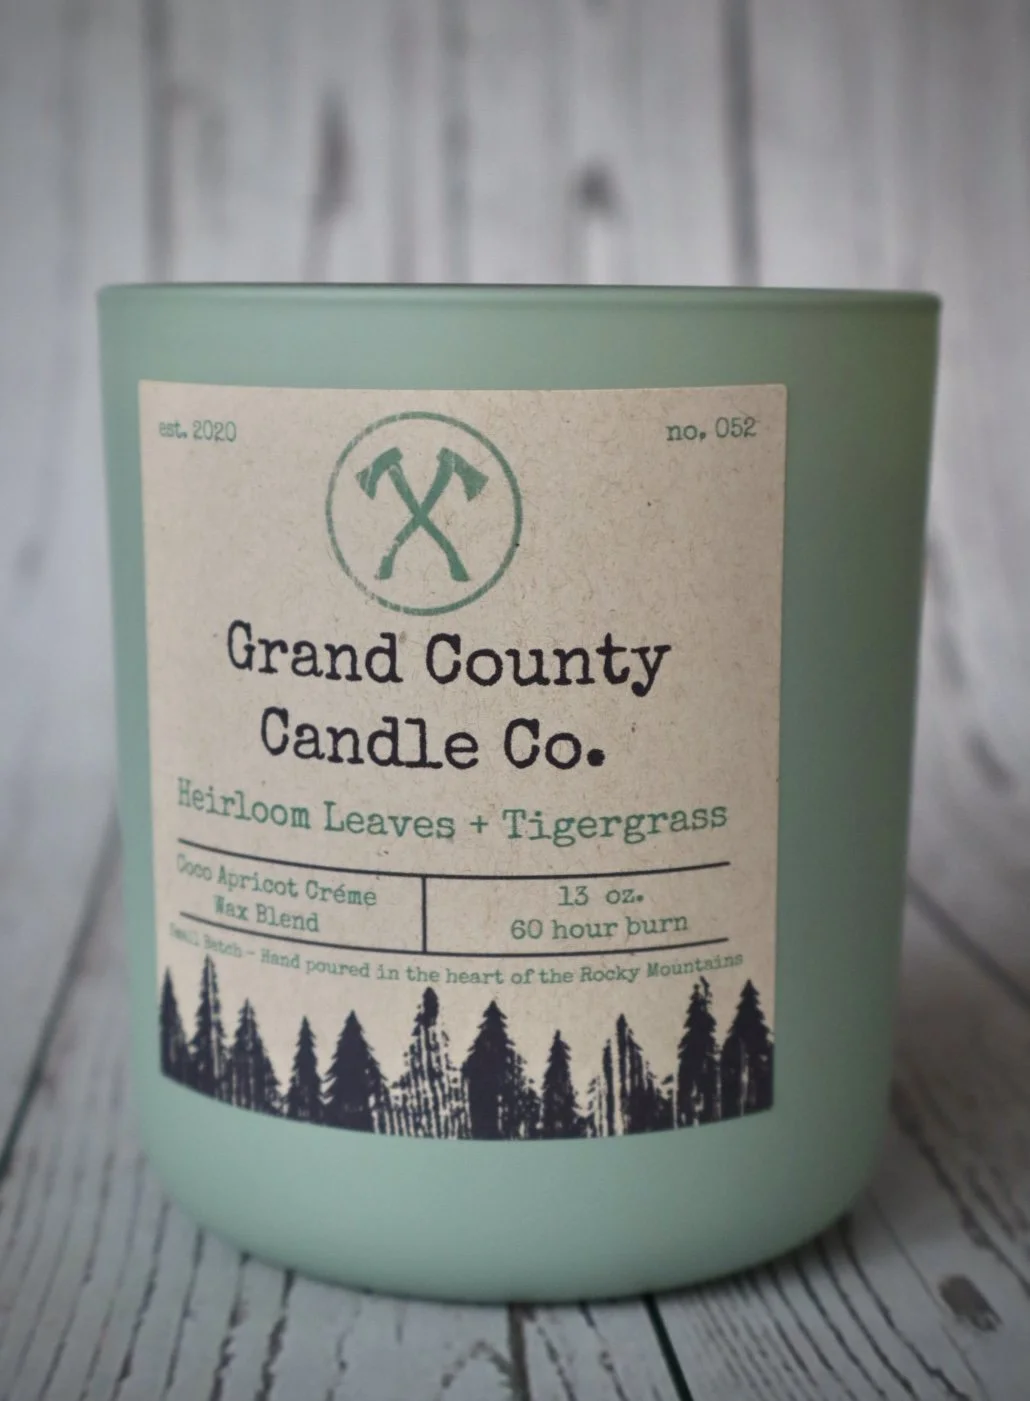 est. 2020
no. 052
Grand County
Candle Co.
Heirloom Leaves + Tigergrass
Coco Apricot Créme
Wax Blend
13 oz.
60 hour burn
Small Batch - Hand poured in the heart of the Rocky Mountains